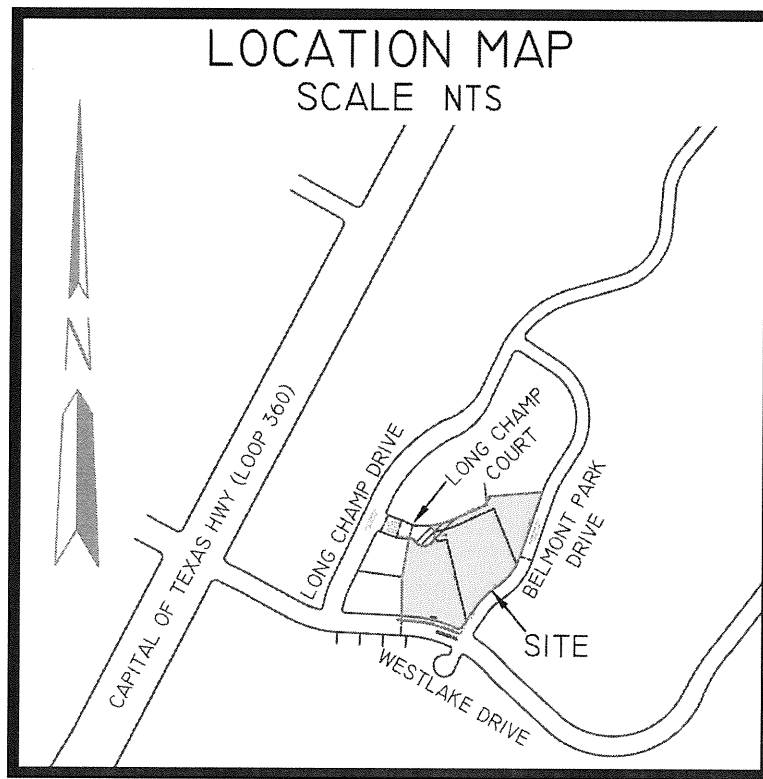 LOCATION MAP
SCALE NTS
N
CAPITAL OF TEXAS HWY (LOOP 360)
LONG CHAMP DRIVE
LONG CHAMP
COURT
BELMONT PARK
DRIVE
SITE
WESTLAKE DRIVE